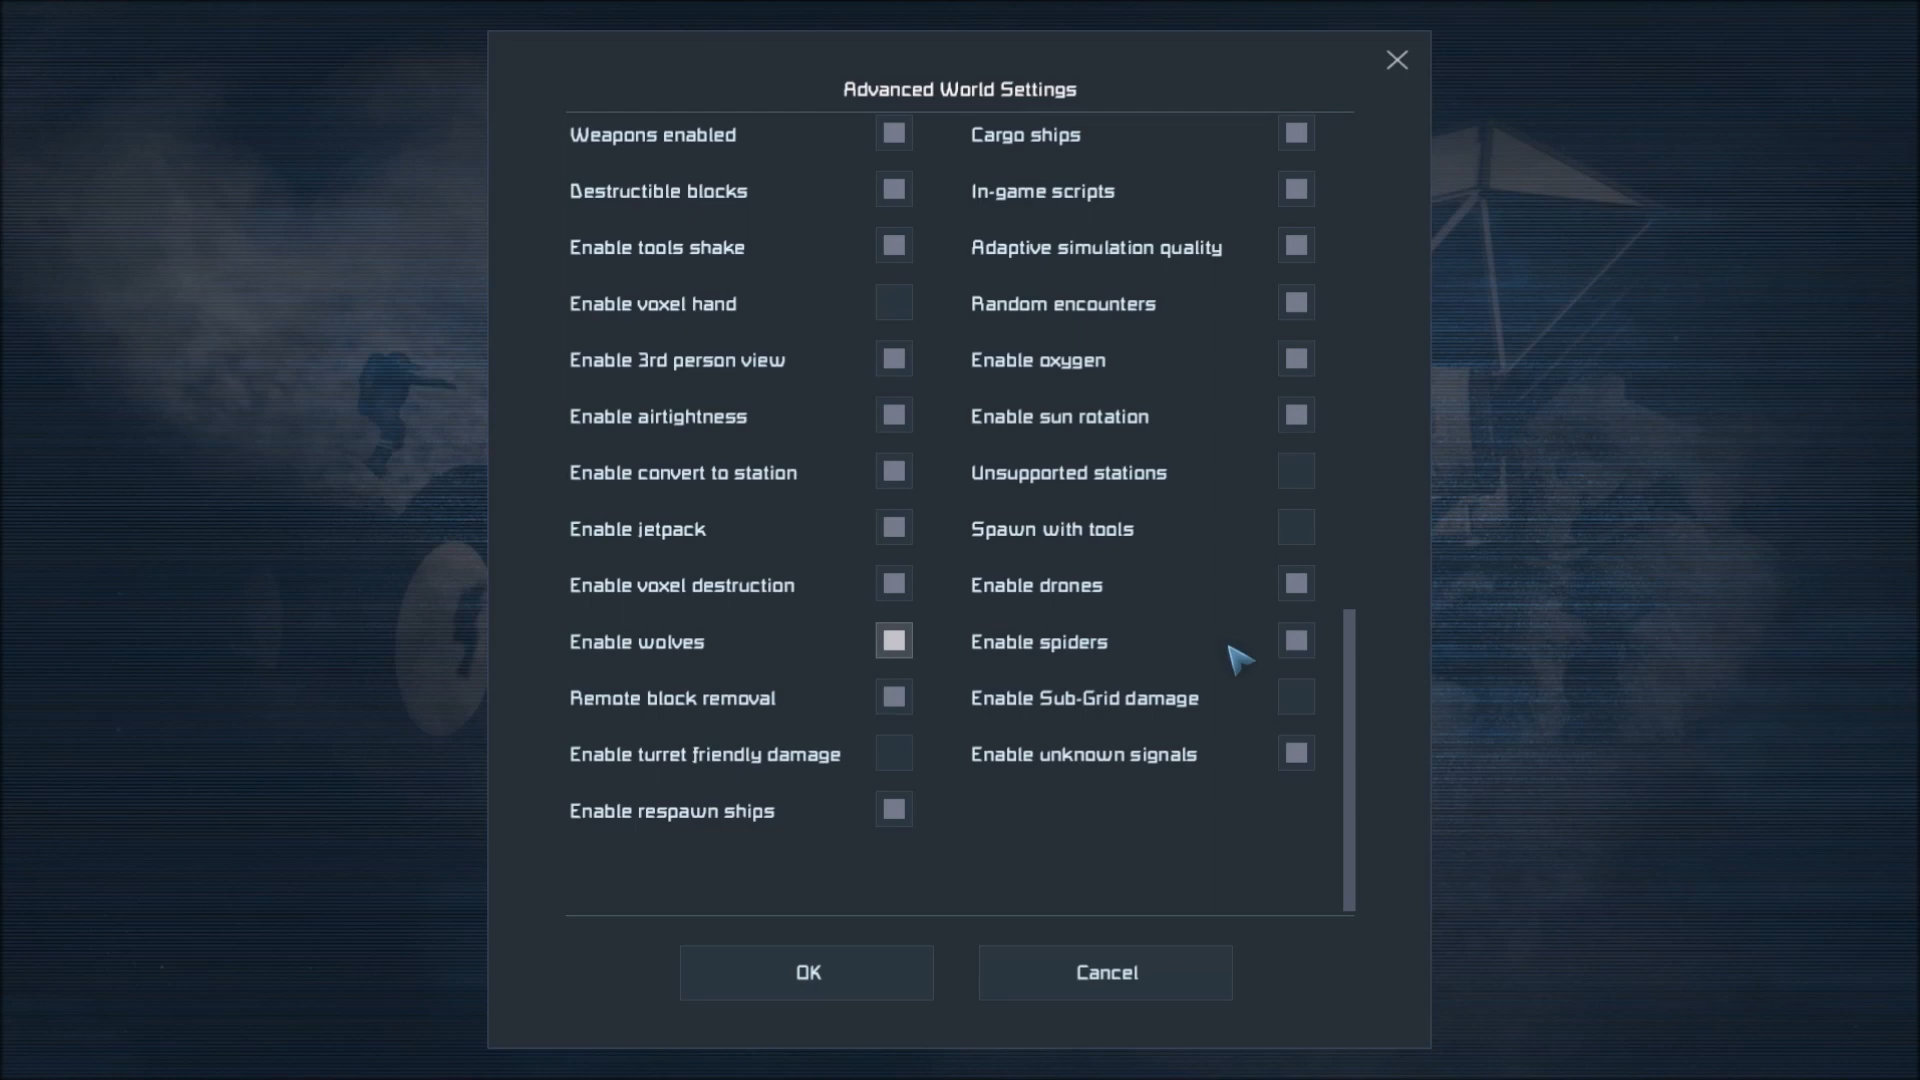 Advanced World Settings
Weapons enabled
Cargo ships
Destructible blocks
In-game scripts
Enable tools shake
Adaptive simulation quality
Enable voxel hand
Random encounters
Enable 3rd person view
Enable oxygen
Enable airtightness
Enable sun rotation
Enable convert to station
Unsupported stations
Enable jetpack
Spawn with tools
Enable voxel destruction
Enable drones
Enable wolves
Enable spiders
Remote block removal
Enable Sub-Grid damage
Enable turret friendly damage
Enable unknown signals
Enable respawn ships
OK
Cancel